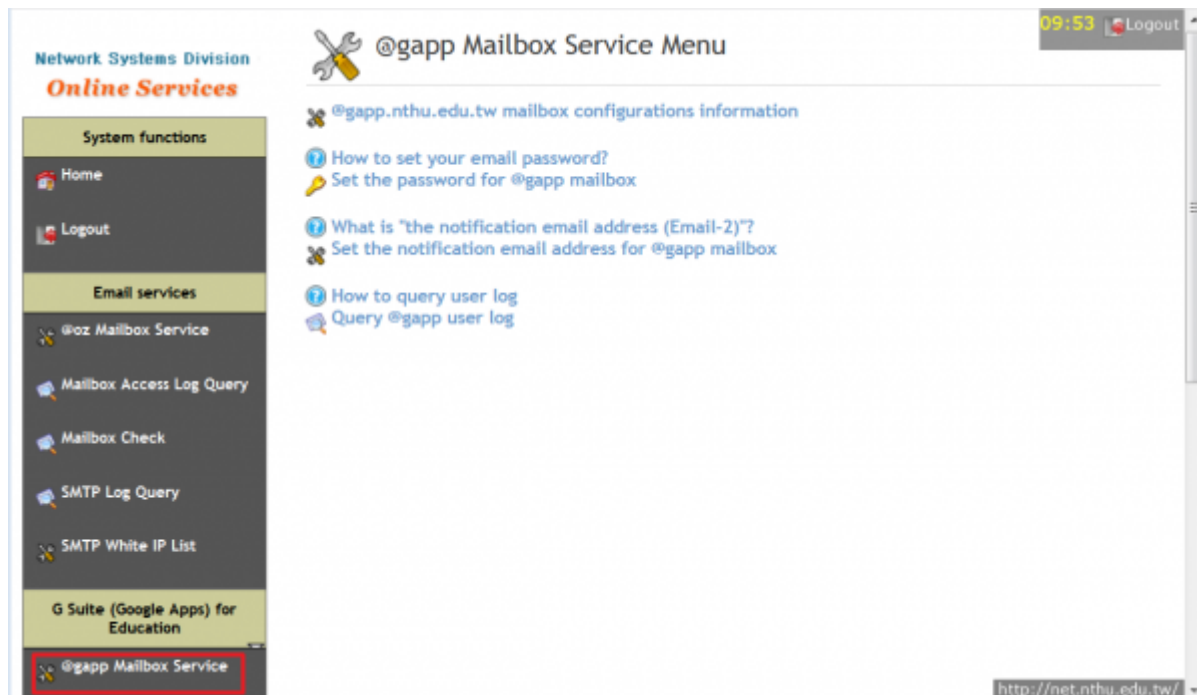 09:53 Logout
Network Systems Division
Online Services
System functions
Home
Logout
Email services
@oz Mailbox Service
Mailbox Access Log Query
Mailbox Check
SMTP Log Query
SMTP White IP List
G Suite (Google Apps) for
Education
@gapp Mailbox Service
@gapp Mailbox Service Menu
@gapp.nthu.edu.tw mailbox configurations information
How to set your email password?
Set the password for @gapp mailbox
What is "the notification email address (Email-2)"?
Set the notification email address for @gapp mailbox
How to query user log
Query @gapp user log
http://net.nthu.edu.tw/